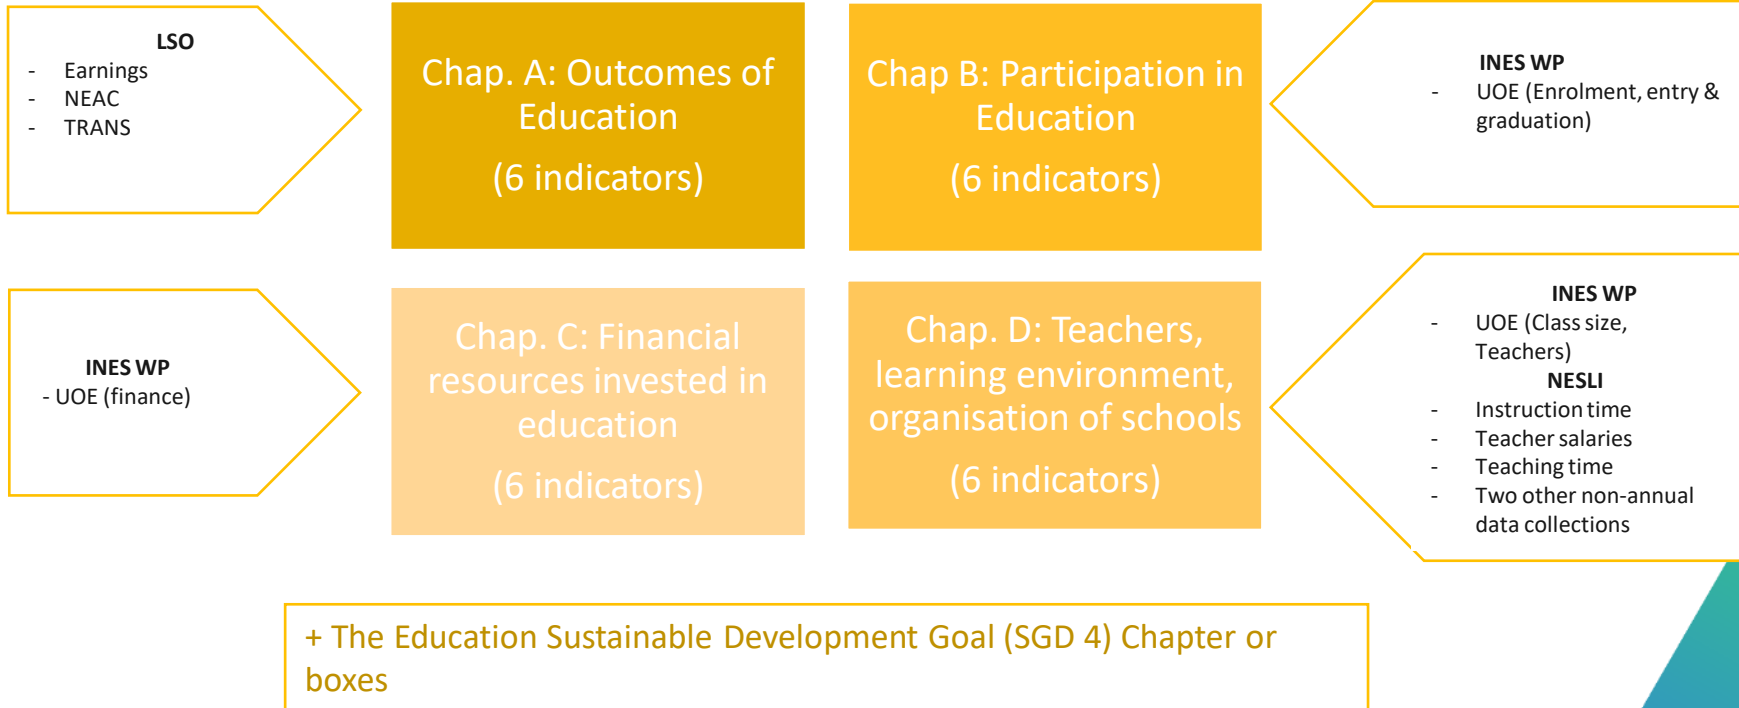 LSO
- Earnings
- NEAC
- TRANS
Chap. A: Outcomes of
Education
(6 indicators)
Chap B: Participation in
Education
(6 indicators)
INES WP
- UOE (Enrolment, entry &
graduation)
INES WP
- UOE (finance)
Chap. C: Financial
resources invested in
education
(6 indicators)
Chap. D: Teachers,
learning environment,
organisation of schools
(6 indicators)
INES WP
- UOE (Class size,
Teachers)
NESLI
- Instruction time
- Teacher salaries
- Teaching time
- Two other non-annual
data collections
+ The Education Sustainable Development Goal (SGD 4) Chapter or
boxes